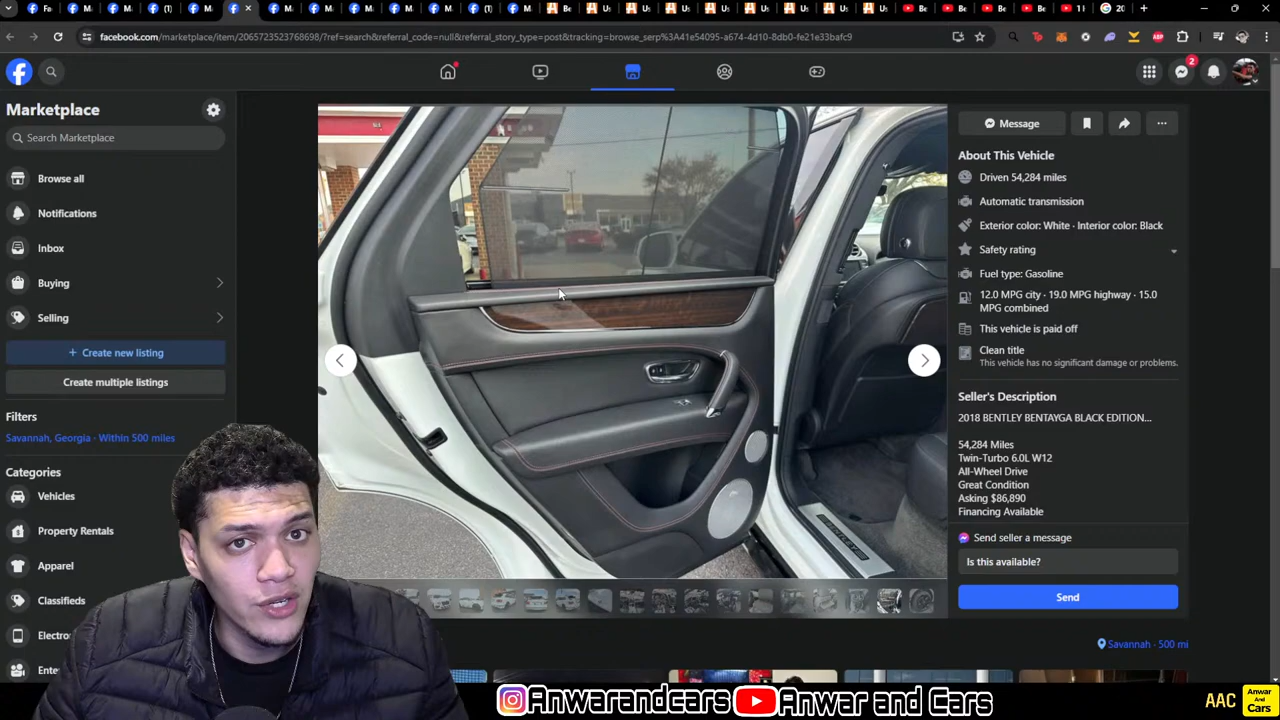 facebook.com/marketplace/item/2065723523768698/?ref=search&referral_code=null&referral_story_type=post&tracking=browse_serp%3A41e54095-a674-4d10-8db0-fe21e33bafc9
2
Marketplace
Search Marketplace
Browse all
Notifications
Inbox
Buying
Selling
+ Create new listing
Create multiple listings
Filters
Savannah, Georgia · Within 500 miles
Categories
Vehicles
Property Rentals
Apparel
Classifieds
Electro
Ente
Message
About This Vehicle
Driven 54,284 miles
Automatic transmission
Exterior color: White · Interior color: Black
Safety rating
Fuel type: Gasoline
12.0 MPG city · 19.0 MPG highway · 15.0
MPG combined
This vehicle is paid off
Clean title
This vehicle has no significant damage or problems.
Seller's Description
2018 BENTLEY BENTAYGA BLACK EDITION...
54,284 Miles
Twin-Turbo 6.0L W12
All-Wheel Drive
Great Condition
Asking $86,890
Financing Available
Send seller a message
Is this available?
Send
Savannah · 500 mi
BENTLEY
Anwarandcars
Anwar and Cars
AAC
Anwar
And
Cars